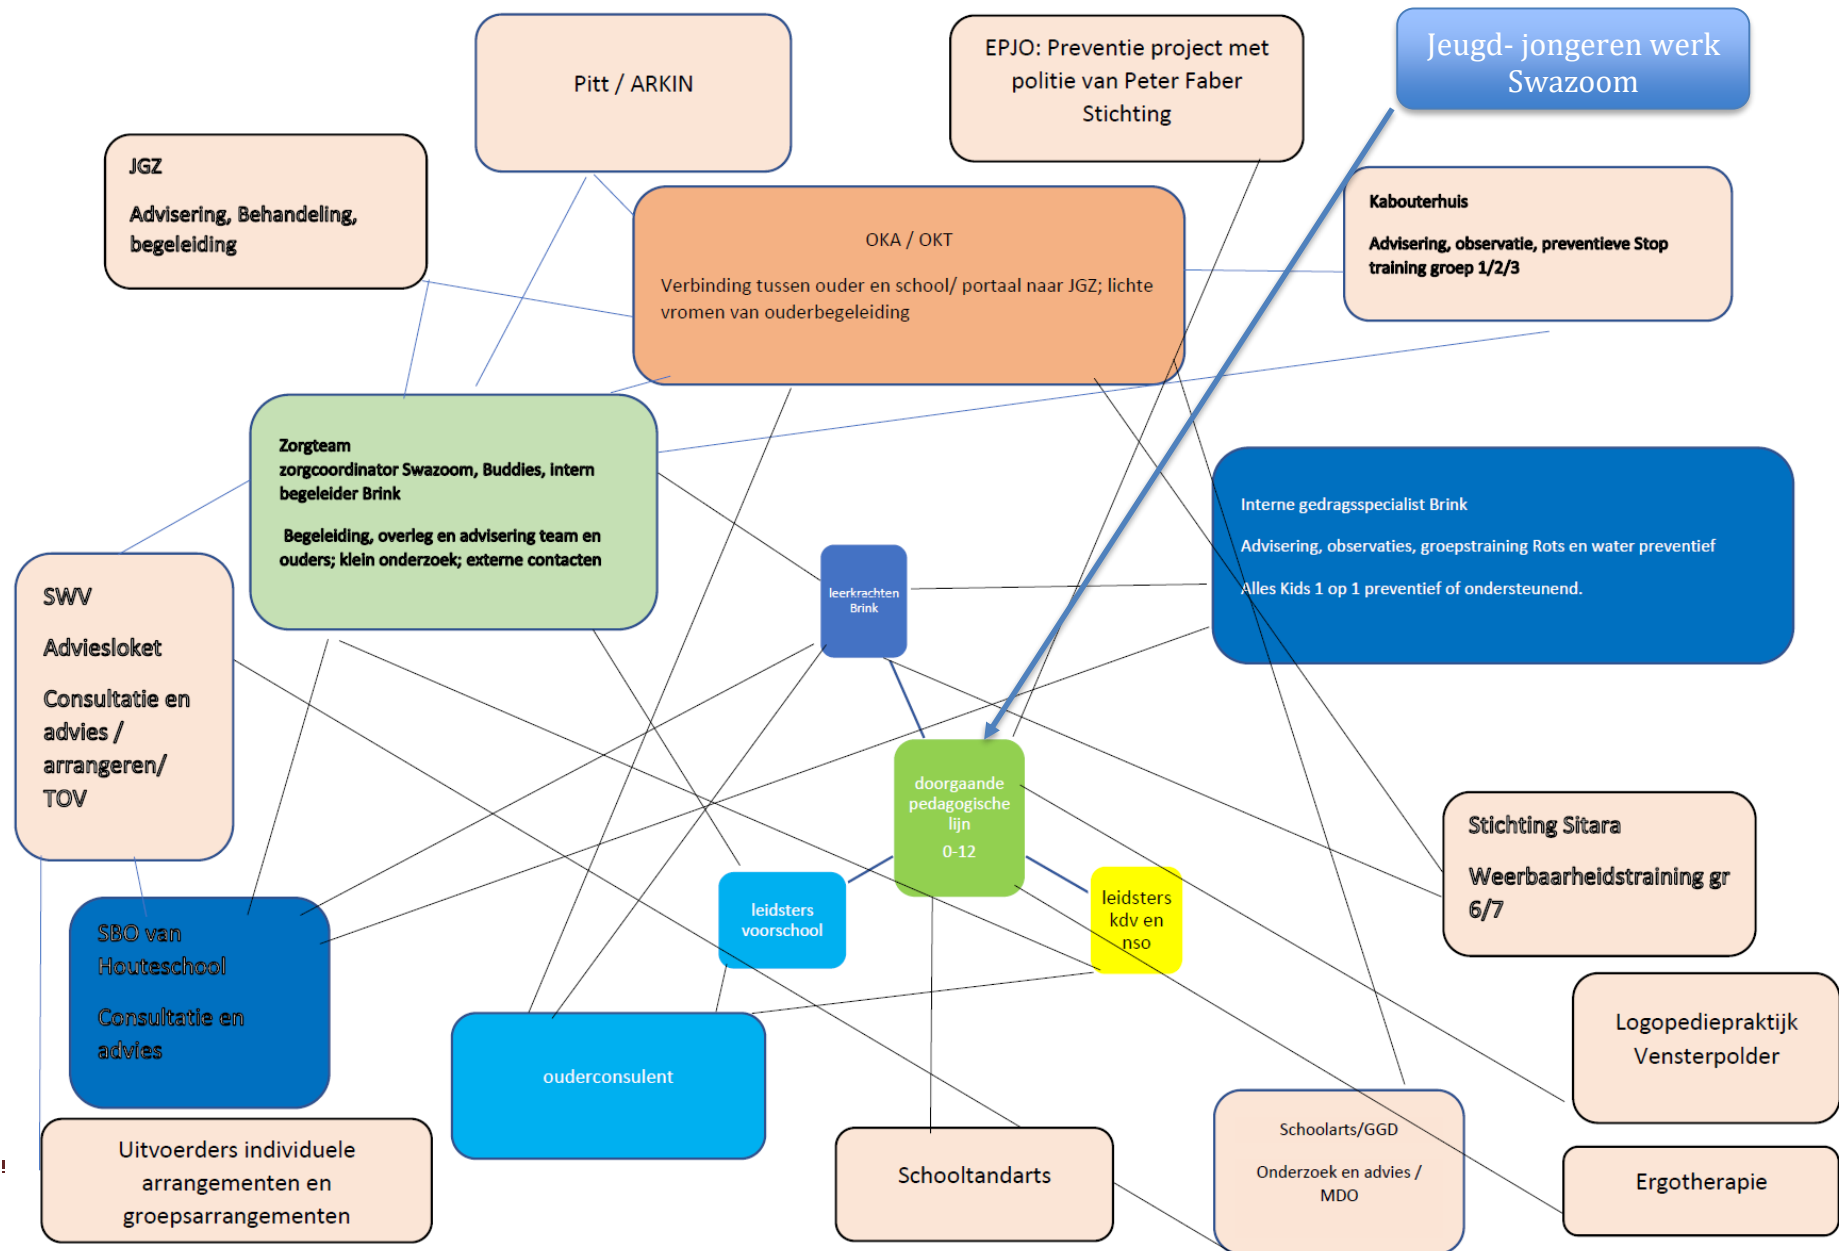 Pitt / ARKIN
EPJO: Preventie project met
politie van Peter Faber
Stichting
Jeugd- jongeren werk
Swazoom
JGZ
Advisering, Behandeling,
begeleiding
OKA / OKT
Verbinding tussen ouder en school/ portaal naar JGZ; lichte
vromen van ouderbegeleiding
Kabouterhuis
Advisering, observatie, preventieve Stop
training groep 1/2/3
Zorgteam
zorgcoordinator Swazoom, Buddies, intern
begeleider Brink
Begeleiding, overleg en advisering team en
ouders; klein onderzoek; externe contacten
Interne gedragsspecialist Brink
Advisering, observaties, groepstraining Rots en water preventief
Alles Kids 1 op 1 preventief of ondersteunend.
leerkrachten
Brink
SWV
Adviesloket
Consultatie en
advies /
arrangeren/
TOV
doorgaande
pedagogische
lijn
0-12
Stichting Sitara
Weerbaarheidstraining gr
6/7
leidsters
voorschool
leidsters
kdv en
nso
SBO van
Houteschool
Consultatie en
advies
ouderconsulent
Logopediepraktijk
Vensterpolder
Uitvoerders individuele
arrangementen en
groepsarrangementen
Schooltandarts
Schoolarts/GGD
Onderzoek en advies /
MDO
Ergotherapie
!